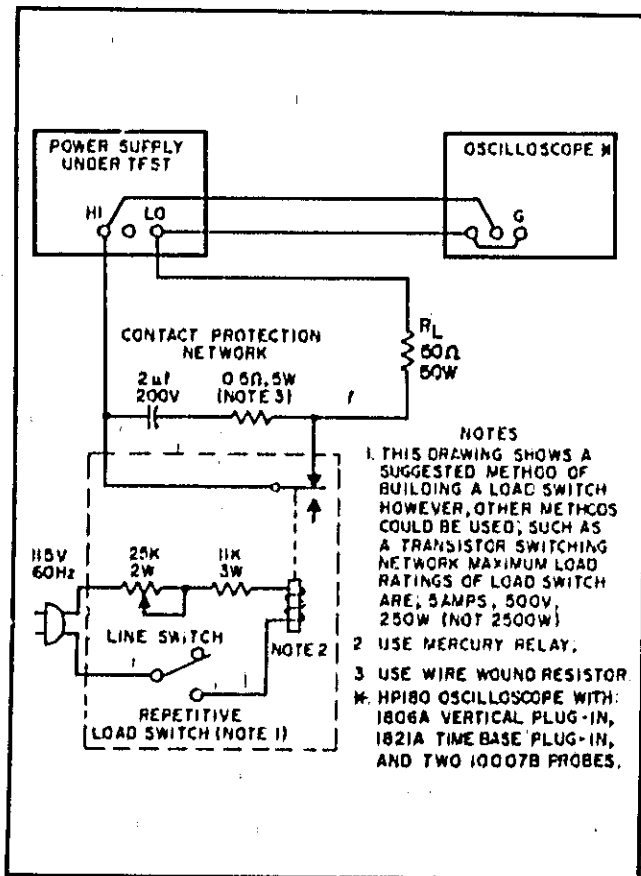 POWER SUPPLY
UNDER TEST
OSCILLOSCOPE *
HI
LO
G
CONTACT PROTECTION
NETWORK
2uf
200V
0.5Ω, 5W
(NOTE 3)
RL
50Ω
50W
115V
60Hz
25K
2W
11K
3W
LINE SWITCH
NOTE 2
REPETITIVE
LOAD SWITCH (NOTE 1)
NOTES
1. THIS DRAWING SHOWS A
SUGGESTED METHOD OF
BUILDING A LOAD SWITCH
HOWEVER, OTHER METHODS
COULD BE USED; SUCH AS
A TRANSISTOR SWITCHING
NETWORK MAXIMUM LOAD
RATINGS OF LOAD SWITCH
ARE; 5AMPS, 500V,
250W (NOT 2500W)
2 USE MERCURY RELAY;
3 USE WIRE WOUND RESISTOR
*. HP180 OSCILLOSCOPE WITH:
1806A VERTICAL PLUG-IN,
1821A TIME BASE PLUG-IN,
AND TWO 10007B PROBES.